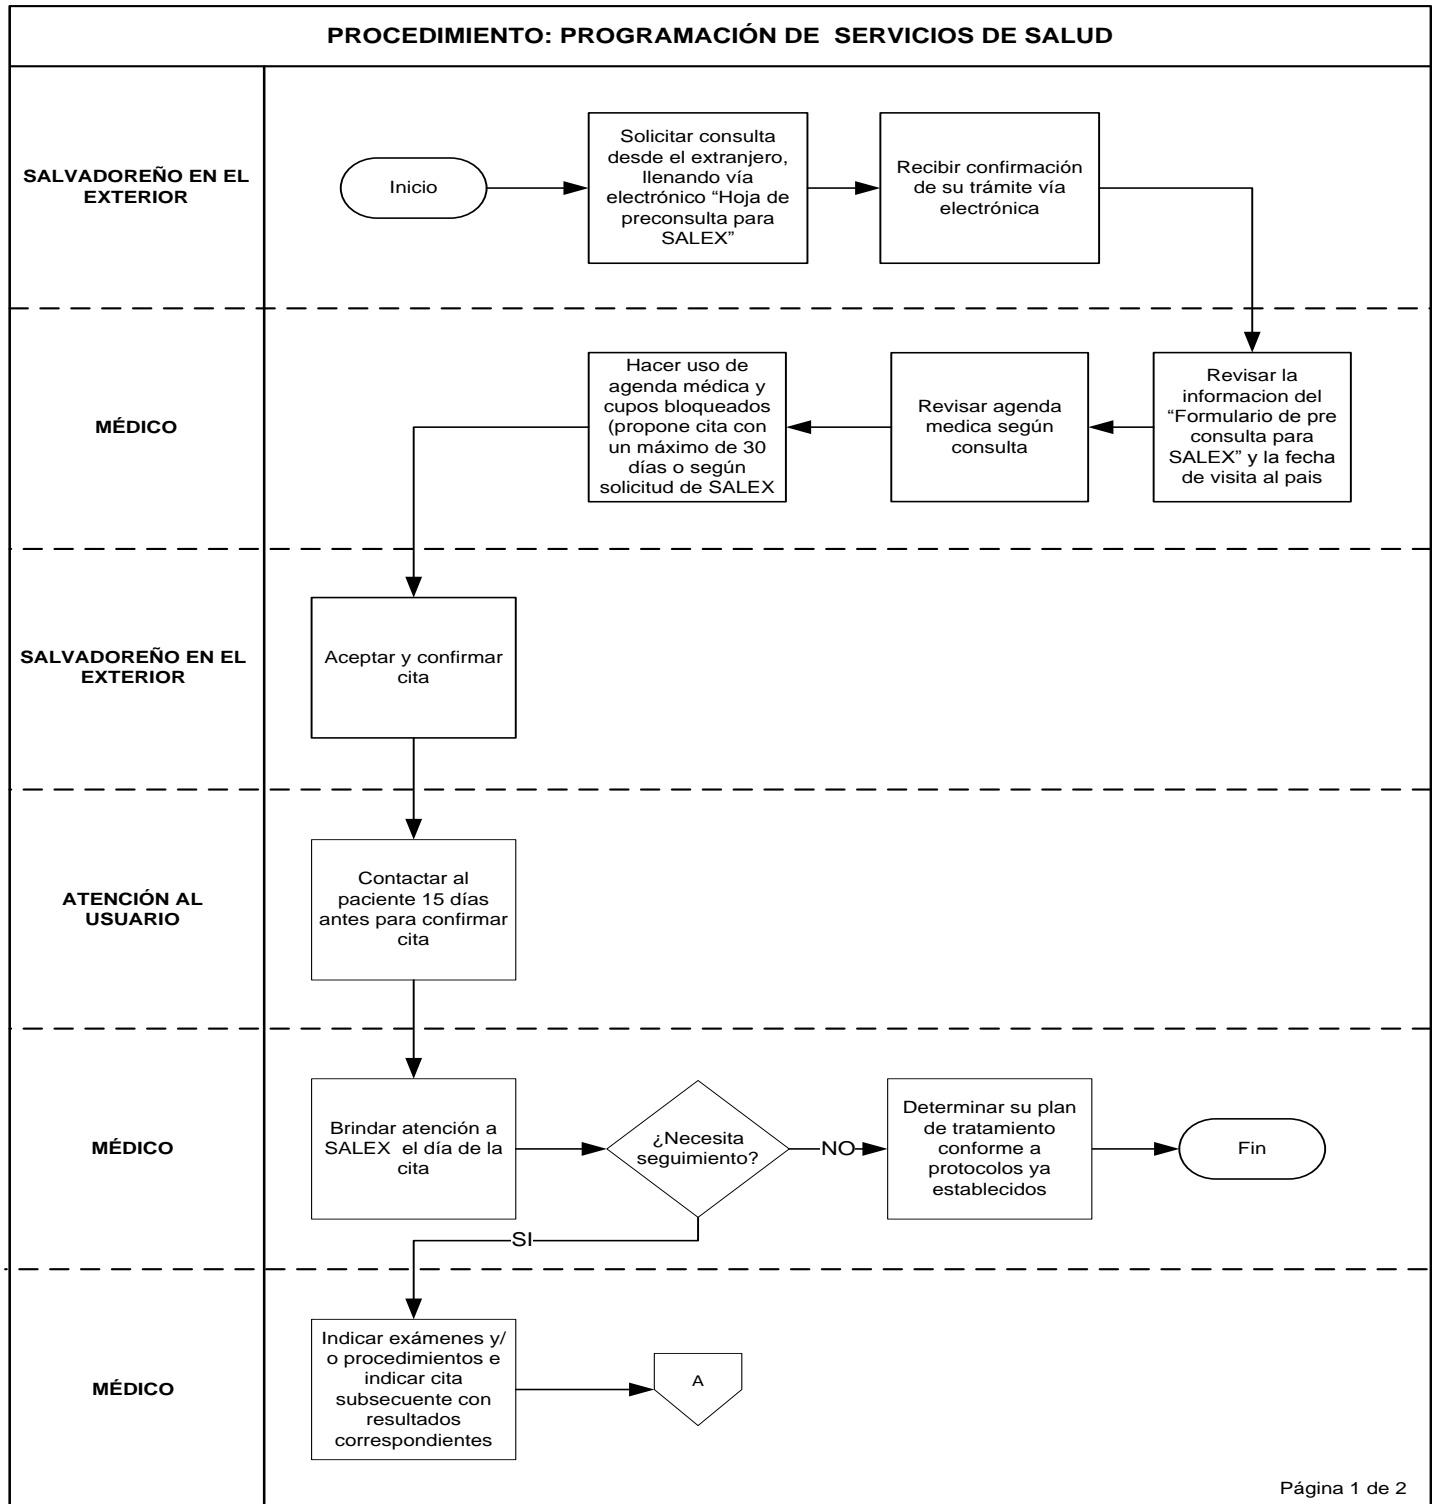 PROCEDIMIENTO: PROGRAMACIÓN DE SERVICIOS DE SALUD
SALVADOREÑO EN EL
EXTERIOR
Inicio
Solicitar consulta
desde el extranjero,
llenando vía
electrónico “Hoja de
preconsulta para
SALEX”
Recibir confirmación
de su trámite vía
electrónica
MÉDICO
Hacer uso de
agenda médica y
cupos bloqueados
(propone cita con
un máximo de 30
días o según
solicitud de SALEX
Revisar agenda
medica según
consulta
Revisar la
informacion del
“Formulario de pre
consulta para
SALEX” y la fecha
de visita al pais
SALVADOREÑO EN EL
EXTERIOR
Aceptar y confirmar
cita
ATENCIÓN AL
USUARIO
Contactar al
paciente 15 días
antes para confirmar
cita
MÉDICO
Brindar atención a
SALEX el día de la
cita
¿Necesita
seguimiento?
NO
Determinar su plan
de tratamiento
conforme a
protocolos ya
establecidos
Fin
SI
MÉDICO
Indicar exámenes y/
o procedimientos e
indicar cita
subsecuente con
resultados
correspondientes
A
Página 1 de 2